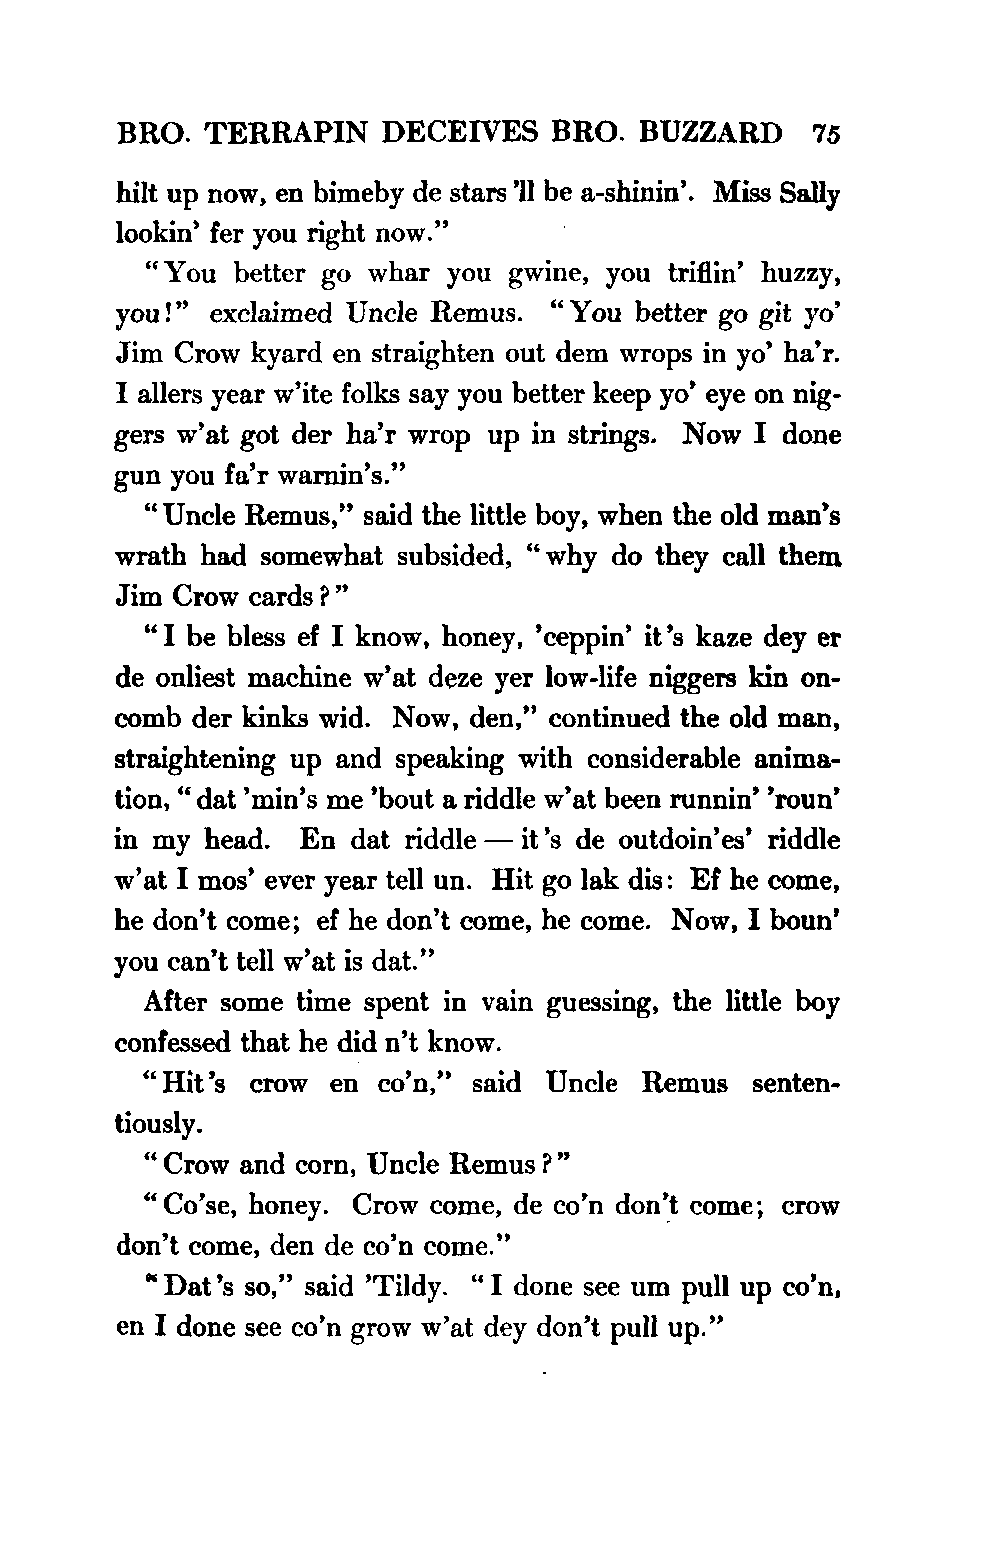 BRO. TERRAPIN DECEIVES BRO. BUZZARD 75
hilt up now, en bimeby de stars 'll be a-shinin'. Miss Sally
lookin' fer you right now."
"You better go whar you gwine, you triflin' huzzy,
you!" exclaimed Uncle Remus. "You better go git yo'
Jim Crow kyard en straighten out dem wrops in yo' ha'r.
I allers year w'ite folks say you better keep yo' eye on nig-
gers w'at got der ha'r wrop up in strings. Now I done
gun you fa'r warnin's."
"Uncle Remus," said the little boy, when the old man's
wrath had somewhat subsided, "why do they call them
Jim Crow cards?"
"I be bless ef I know, honey, 'ceppin' it 's kaze dey er
de onliest machine w'at deze yer low-life niggers kin on-
comb der kinks wid. Now, den," continued the old man,
straightening up and speaking with considerable anima-
tion, "dat 'min's me 'bout a riddle w'at been runnin' 'roun'
in my head. En dat riddle — it 's de outdoin'es' riddle
w'at I mos' ever year tell un. Hit go lak dis: Ef he come,
he don't come; ef he don't come, he come. Now, I boun'
you can't tell w'at is dat."
After some time spent in vain guessing, the little boy
confessed that he did n't know.
"Hit 's crow en co'n," said Uncle Remus senten-
tiously.
"Crow and corn, Uncle Remus?"
"Co'se, honey. Crow come, de co'n don't come; crow
don't come, den de co'n come."
"Dat 's so," said 'Tildy. "I done see um pull up co'n,
en I done see co'n grow w'at dey don't pull up."